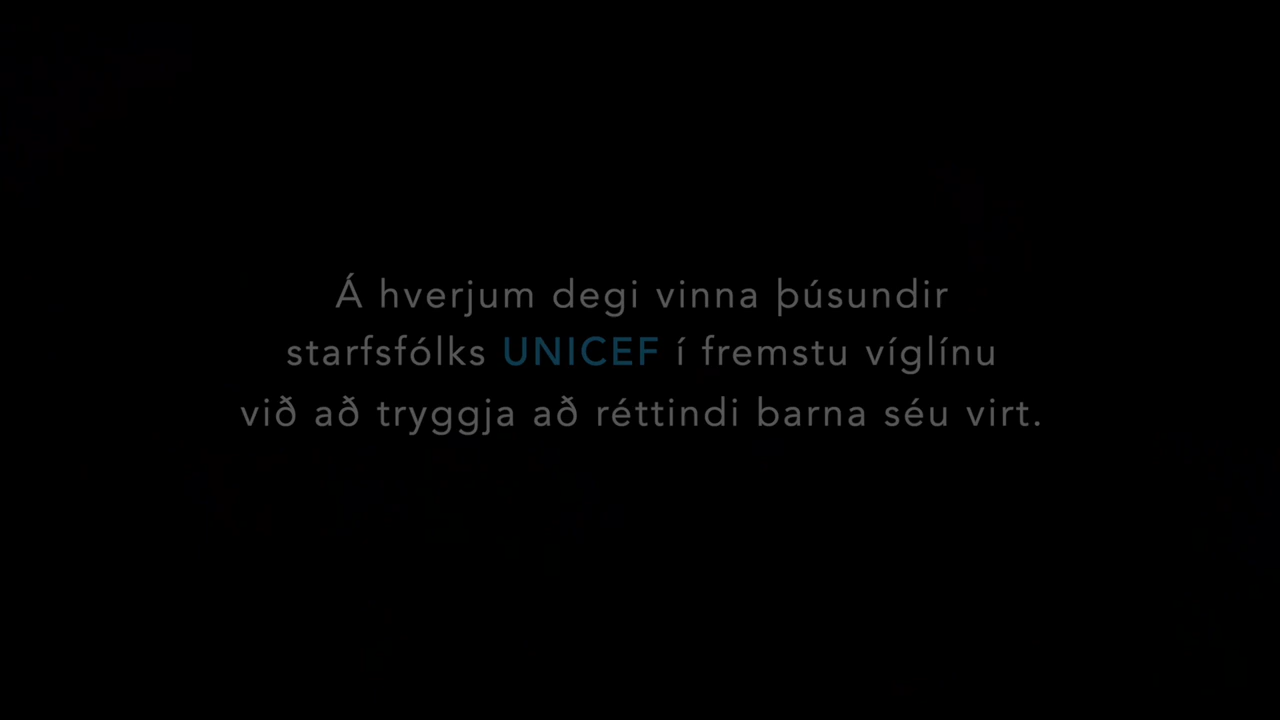 Á hverjum degi vinna þúsundir
starfsfólks UNICEF í fremstu víglínu
við að tryggja að réttindi barna séu virt.